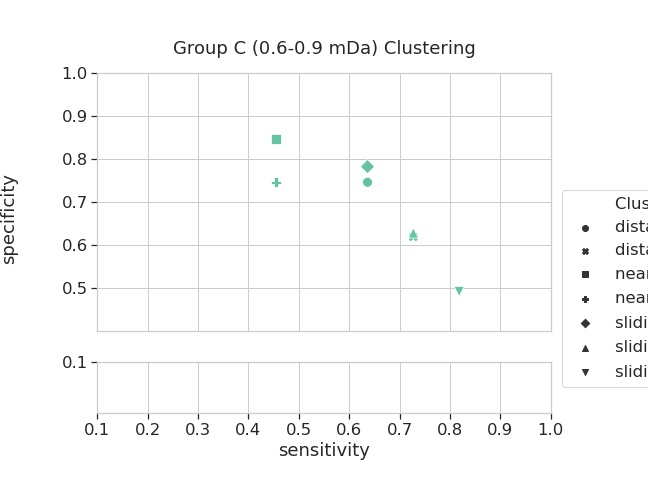 Group C (0.6-0.9 mDa) Clustering
1.0
0.9
0.8
0.7
0.6
0.5
0.1
specificity
0.1 0.2 0.3 0.4 0.5 0.6 0.7 0.8 0.9 1.0
sensitivity
Clus
dista
dista
near
near
slidi
slidi
slidi